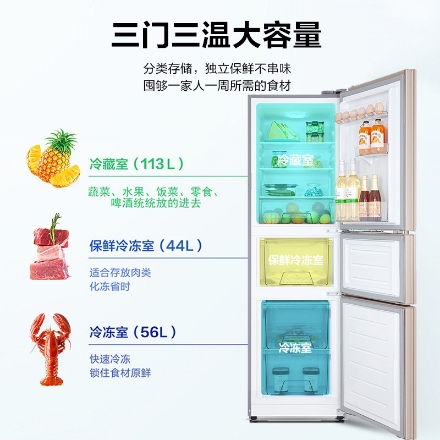 三门三温大容量
分类存储，独立保鲜不串味
囤够一家人一周所需的食材
冷藏室（113L）
蔬菜、水果、饭菜、零食、
啤酒统统放的进去
保鲜冷冻室（44L）
适合存放肉类
化冻省时
冷冻室（56L）
快速冷冻
锁住食材原鲜
冷藏室
保鲜冷冻室
冷冻室